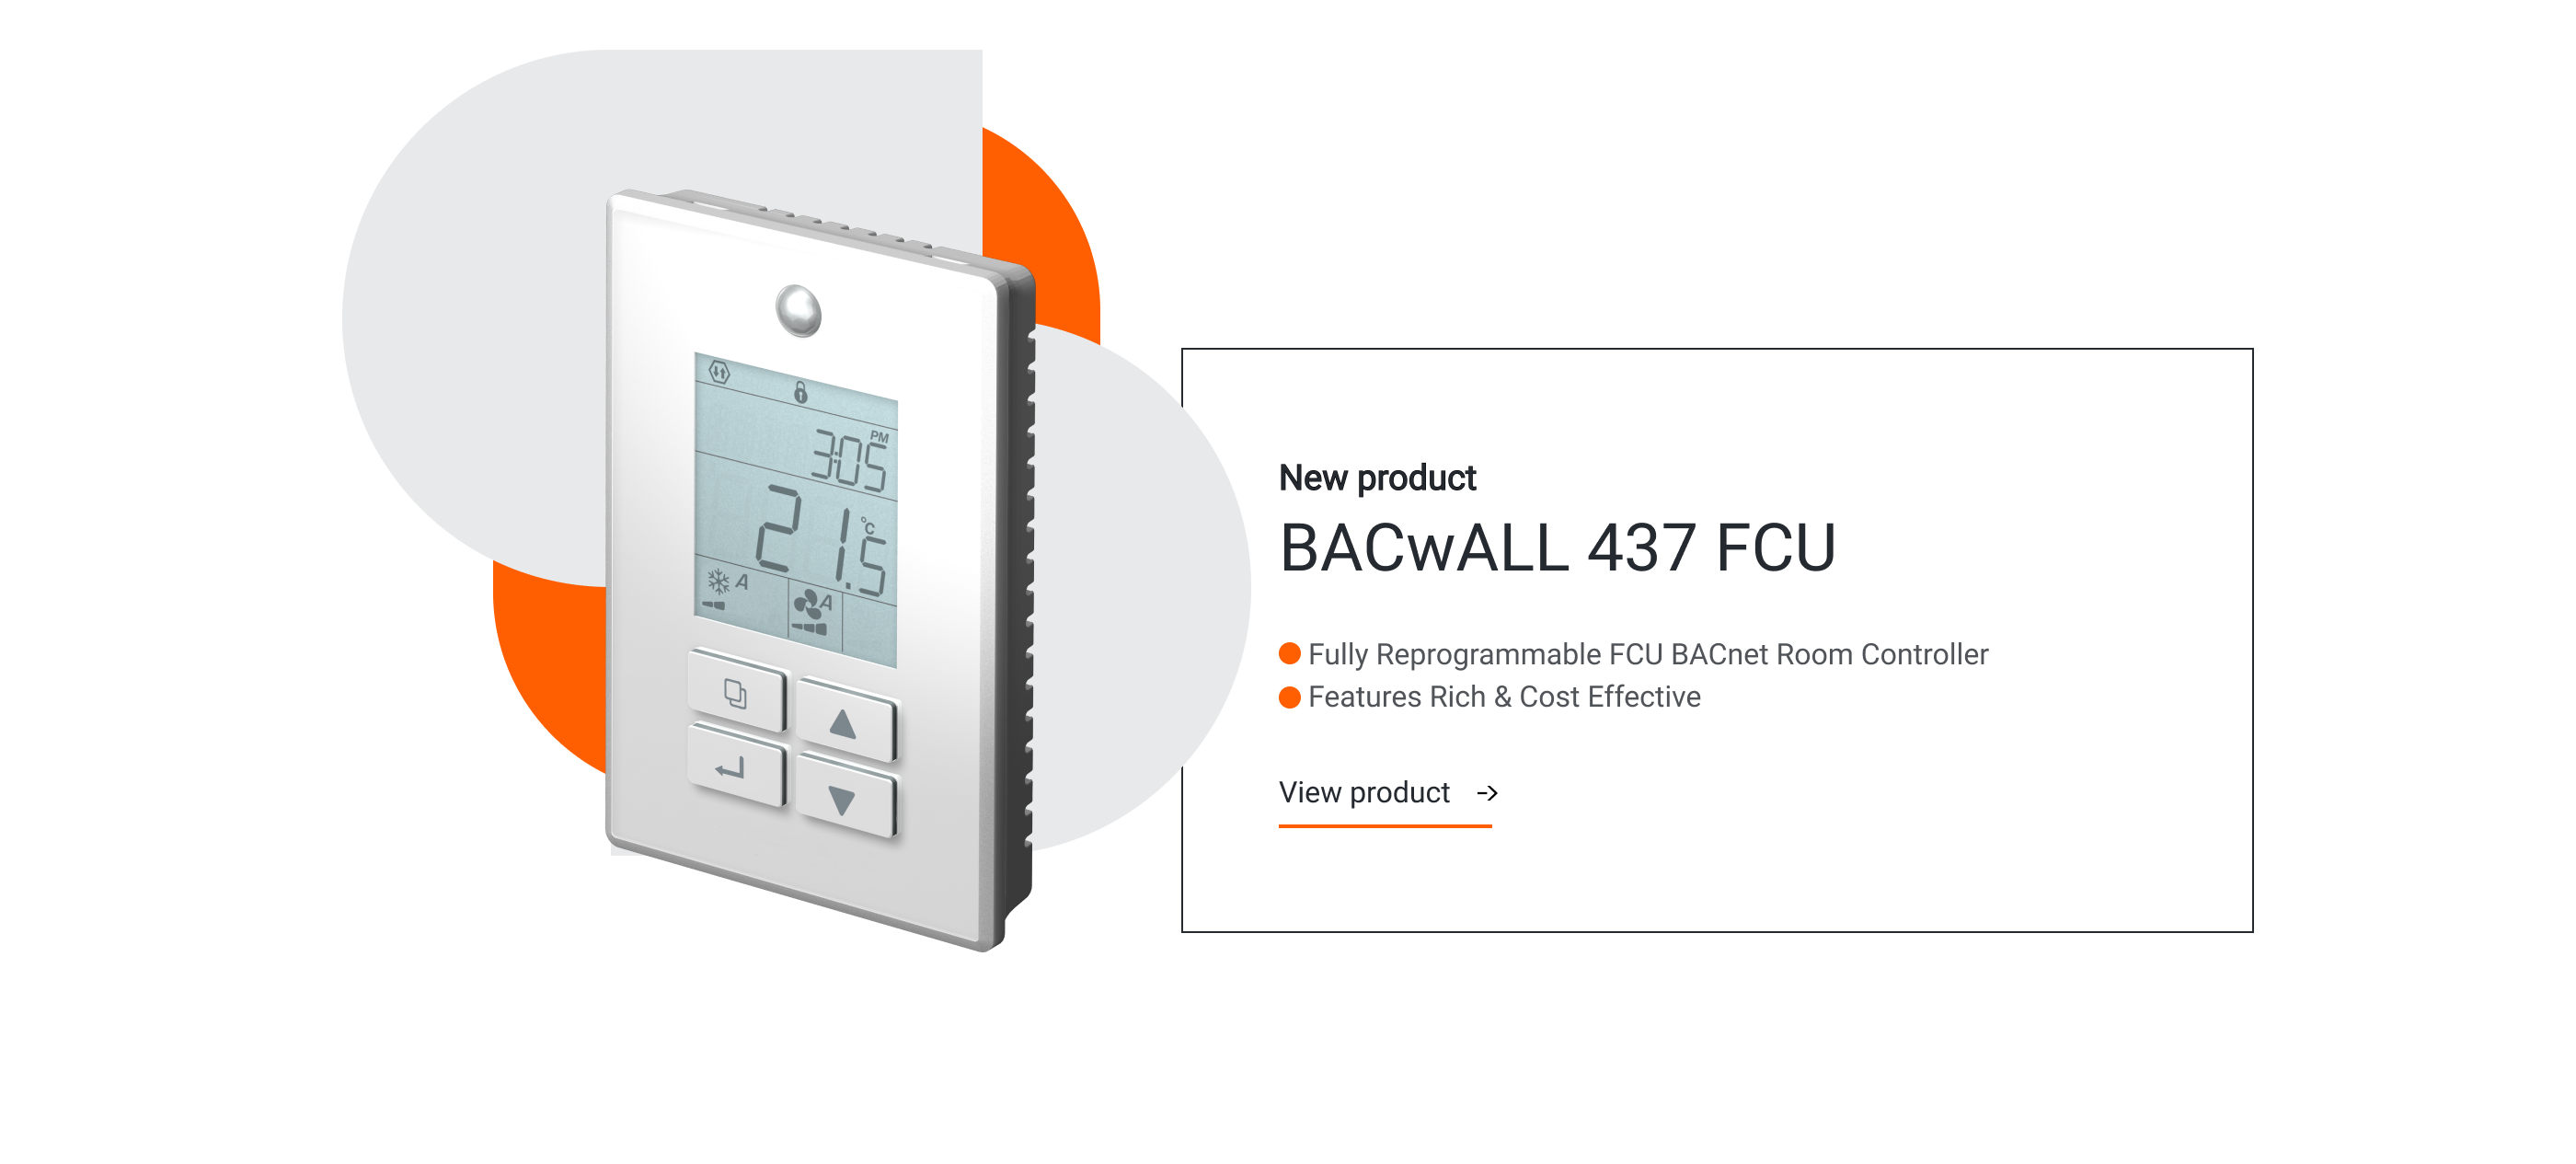 PM
3:05
°C
21.5
A
A
New product
BACwALL 437 FCU
Fully Reprogrammable FCU BACnet Room Controller
Features Rich & Cost Effective
View product